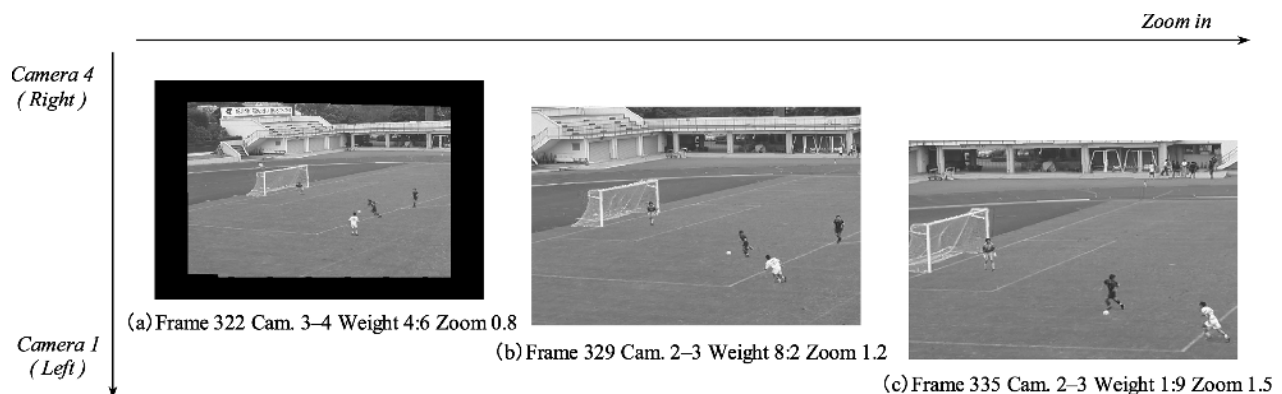 Zoom in
Camera 4
( Right )
(a) Frame 322 Cam. 3–4 Weight 4:6 Zoom 0.8
Camera 1
( Left )
(b) Frame 329 Cam. 2–3 Weight 8:2 Zoom 1.2
(c) Frame 335 Cam. 2–3 Weight 1:9 Zoom 1.5